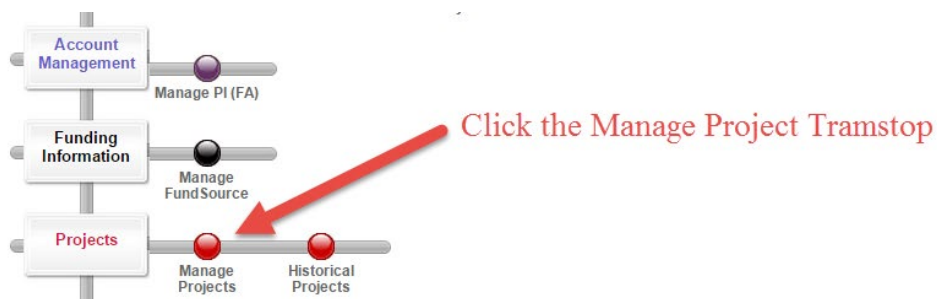 Account
Management
Manage PI (FA)
Click the Manage Project Tramstop
Funding
Information
Manage
FundSource
Projects
Manage
Projects
Historical
Projects